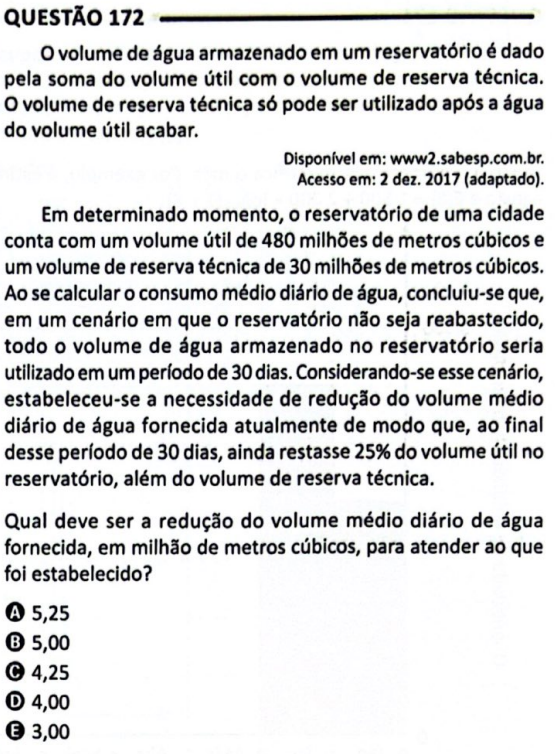 QUESTÃO 172
O volume de água armazenado em um reservatório é dado
pela soma do volume útil com o volume de reserva técnica.
O volume de reserva técnica só pode ser utilizado após a água
do volume útil acabar.
Disponível em: www2.sabesp.com.br.
Acesso em: 2 dez. 2017 (adaptado).
Em determinado momento, o reservatório de uma cidade
conta com um volume útil de 480 milhões de metros cúbicos e
um volume de reserva técnica de 30 milhões de metros cúbicos.
Ao se calcular o consumo médio diário de água, concluiu-se que,
em um cenário em que o reservatório não seja reabastecido,
todo o volume de água armazenado no reservatório seria
utilizado em um período de 30 dias. Considerando-se esse cenário,
estabeleceu-se a necessidade de redução do volume médio
diário de água fornecida atualmente de modo que, ao final
desse período de 30 dias, ainda restasse 25% do volume útil no
reservatório, além do volume de reserva técnica.
Qual deve ser a redução do volume médio diário de água
fornecida, em milhão de metros cúbicos, para atender ao que
foi estabelecido?
A 5,25
B 5,00
C 4,25
D 4,00
E 3,00